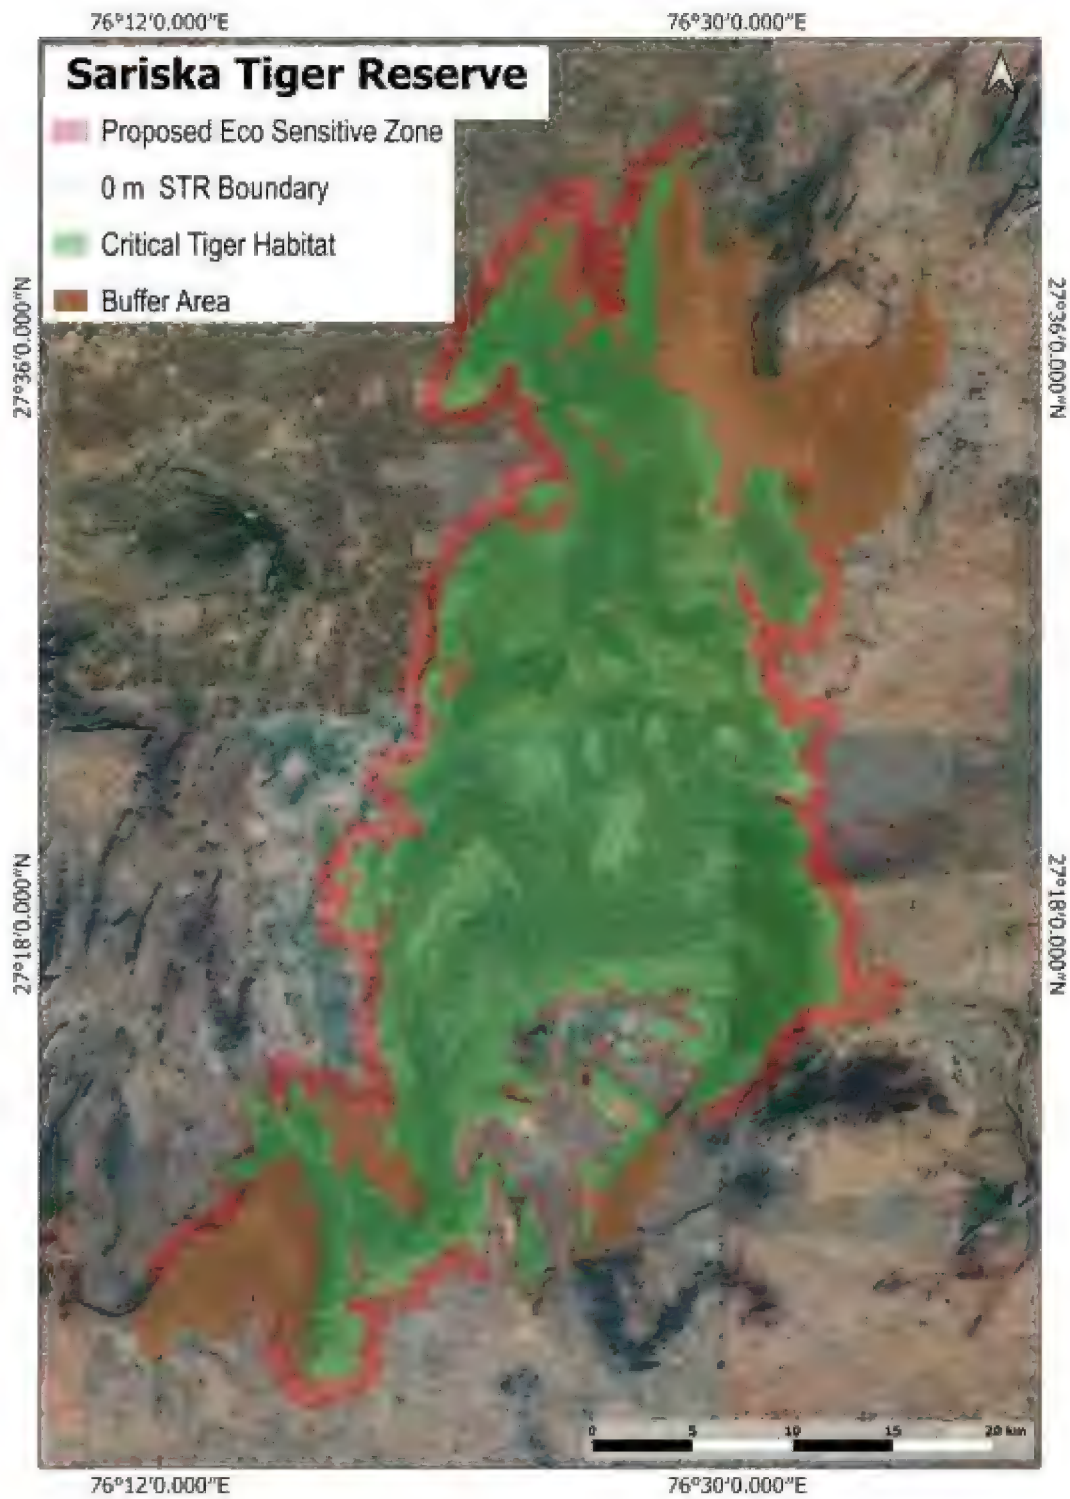 76°12'0.000"E
76°30'0.000"E
Sariska Tiger Reserve
Proposed Eco Sensitive Zone
0 m STR Boundary
Critical Tiger Habitat
Buffer Area
27°36'0.000"N
27°36'0.000"N
27°18'0.000"N
27°18'0.000"N
0 5 10 15 20 km
76°12'0.000"E
76°30'0.000"E